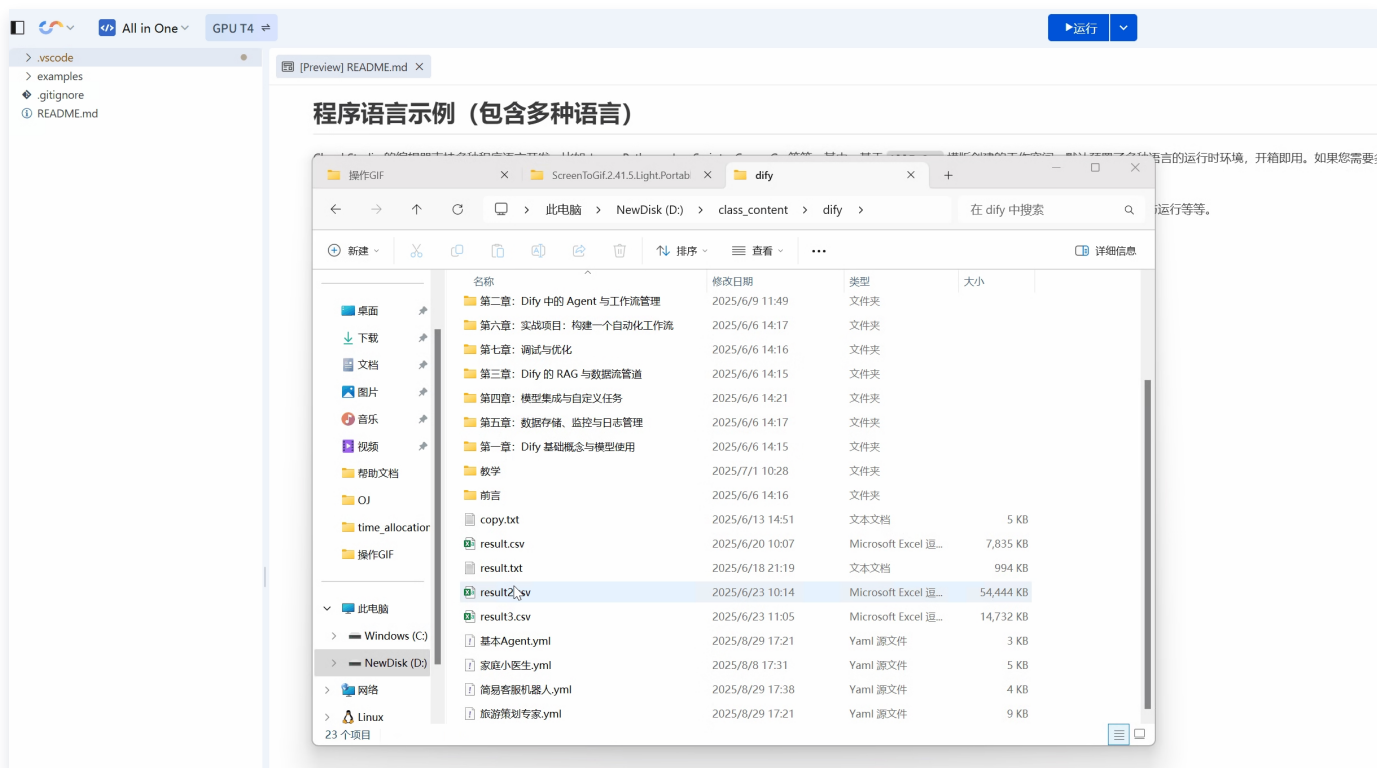 All in One
GPU T4
运行
.vscode
examples
.gitignore
README.md
[Preview] README.md
程序语言示例（包含多种语言）
言的运行时环境，开箱即用。如果您需要
运行等等。
操作GIF
ScreenToGif.2.41.5.Light.Portabl
dify
此电脑 NewDisk (D:) class_content dify
在 dify 中搜索
新建
排序
查看
详细信息
名称 修改日期 类型 大小
桌面
下载
文档
图片
音乐
视频
帮助文档
OJ
time_allocation
操作GIF
此电脑
Windows (C:)
NewDisk (D:)
网络
Linux
第二章：Dify 中的 Agent 与工作流管理 2025/6/9 11:49 文件夹
第六章：实战项目：构建一个自动化工作流 2025/6/6 14:17 文件夹
第七章：调试与优化 2025/6/6 14:16 文件夹
第三章：Dify 的 RAG 与数据流管道 2025/6/6 14:15 文件夹
第四章：模型集成与自定义任务 2025/6/6 14:21 文件夹
第五章：数据存储、监控与日志管理 2025/6/6 14:17 文件夹
第一章：Dify 基础概念与模型使用 2025/6/6 14:15 文件夹
教学 2025/7/1 10:28 文件夹
前言 2025/6/6 14:16 文件夹
copy.txt 2025/6/13 14:51 文本文档 5 KB
result.csv 2025/6/20 10:07 Microsoft Excel 逗... 7,835 KB
result.txt 2025/6/18 21:19 文本文档 994 KB
result2.csv 2025/6/23 10:14 Microsoft Excel 逗... 54,444 KB
result3.csv 2025/6/23 11:05 Microsoft Excel 逗... 14,732 KB
基本Agent.yml 2025/8/29 17:21 Yaml 源文件 3 KB
家庭小医生.yml 2025/8/8 17:31 Yaml 源文件 5 KB
简易客服机器人.yml 2025/8/29 17:38 Yaml 源文件 4 KB
旅游策划专家.yml 2025/8/29 17:21 Yaml 源文件 9 KB
23 个项目